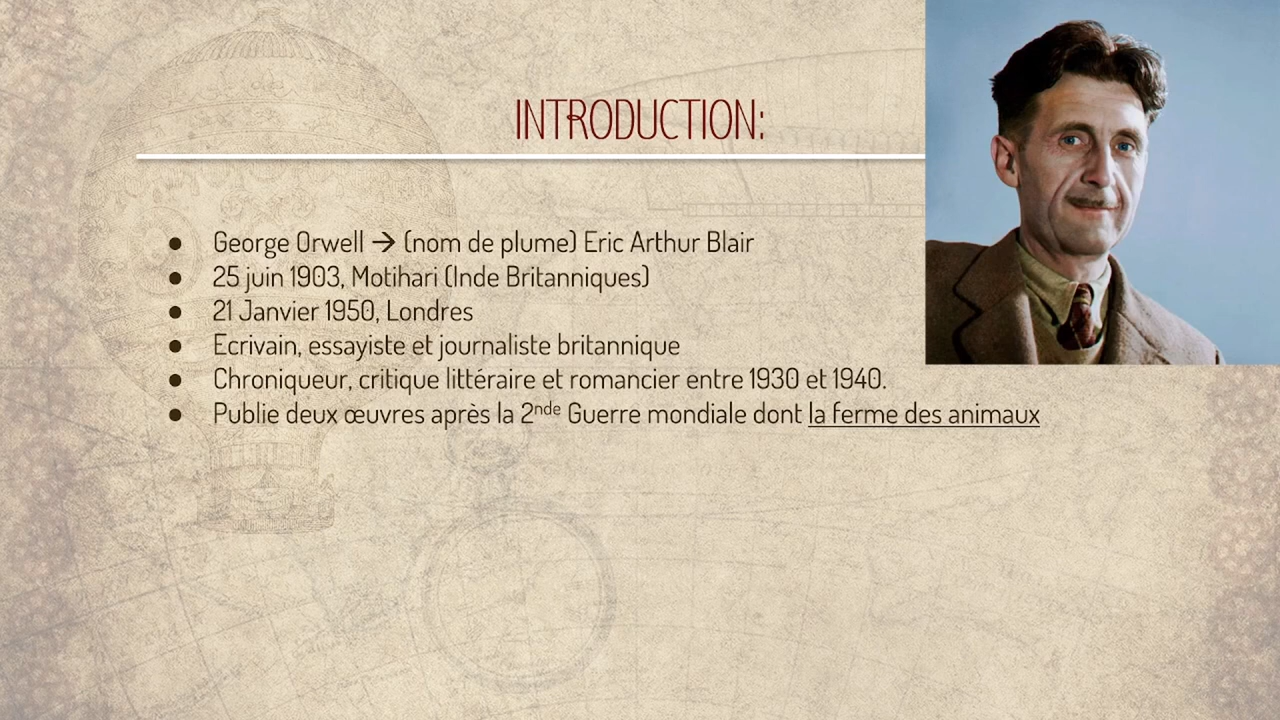 INTRODUCTION:
● George Orwell → (nom de plume) Eric Arthur Blair
● 25 juin 1903, Motihari (Inde Britanniques)
● 21 Janvier 1950, Londres
● Ecrivain, essayiste et journaliste britannique
● Chroniqueur, critique littéraire et romancier entre 1930 et 1940.
● Publie deux œuvres après la 2nde Guerre mondiale dont la ferme des animaux